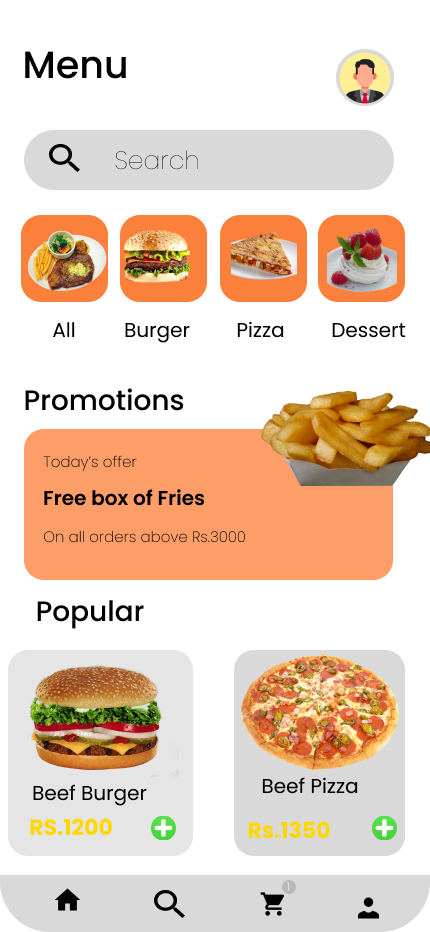 Menu
Search
All
Burger
Pizza
Dessert
Promotions
Today's offer
Free box of Fries
On all orders above Rs.3000
Popular
Beef Burger
RS.1200
Beef Pizza
Rs.1350
1